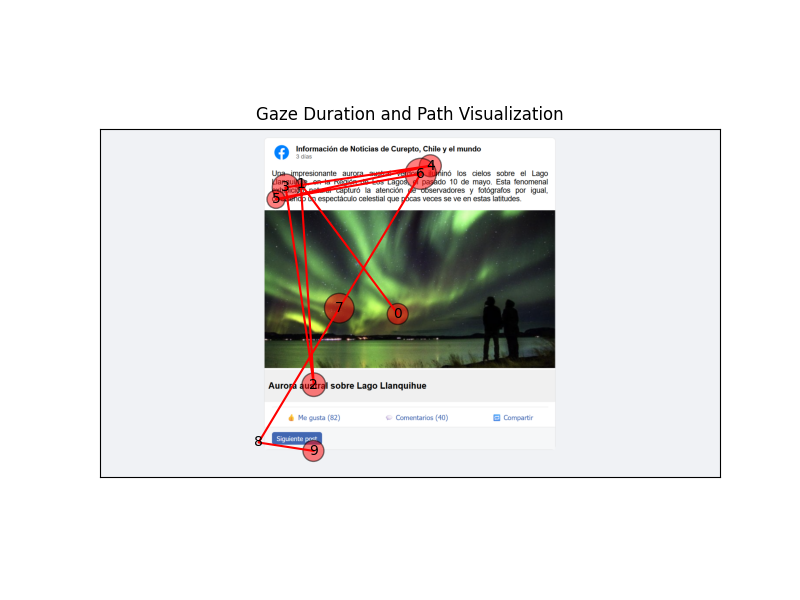 Gaze Duration and Path Visualization
Información de Noticias de Curepto, Chile y el mundo
3 días
4
6
Una impresionante aurora austral iluminó los cielos sobre el Lago
Llanquihue, en la Región de Los Lagos, el pasado 10 de mayo. Esta fenomenal
3
1
natural capturó la atención de observadores y fotógrafos por igual,
5
un espectáculo celestial que pocas veces se ve en estas latitudes.
7
0
2
Aurora austral sobre Lago Llanquihue
Me gusta (82) Comentarios (40) Compartir
8
Siguiente post
9